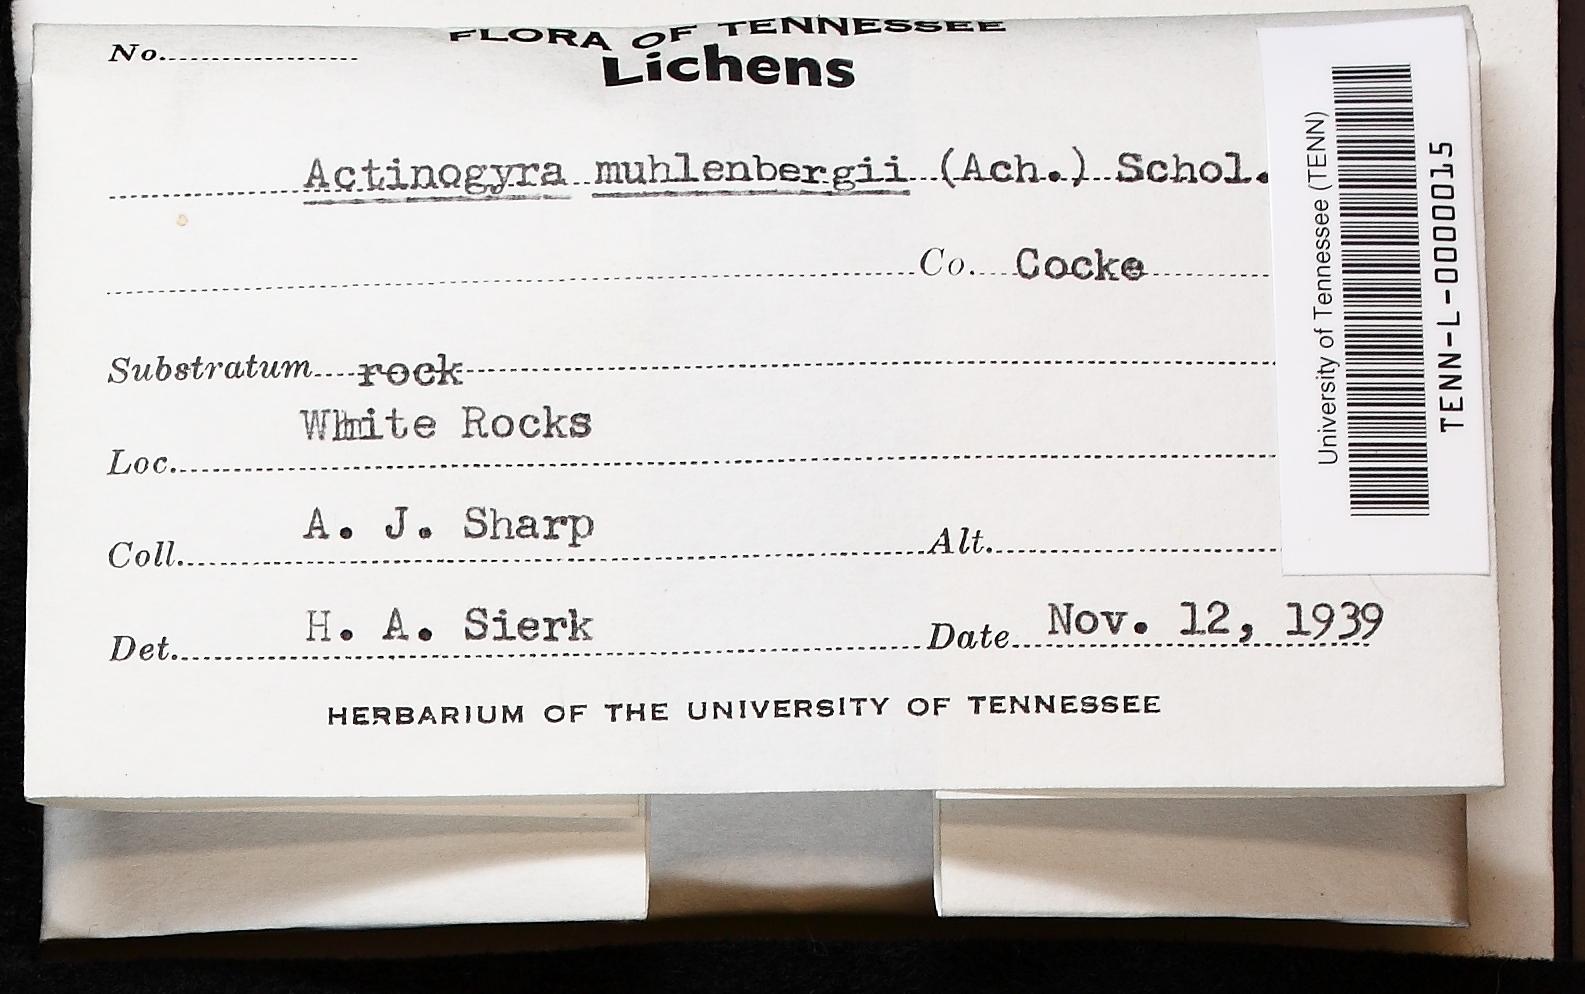 FLORA OF TENNESSEE
No.
Lichens
Actinogyra muhlenbergii (Ach.) Schol.
Co. Cocke
Substratum rock
White Rocks
Loc.
A. J. Sharp
Coll. Alt.
H. A. Sierk
Det. Date Nov. 12, 1939
HERBARIUM OF THE UNIVERSITY OF TENNESSEE
University of Tennessee (TENN)
TENN-L-0000015